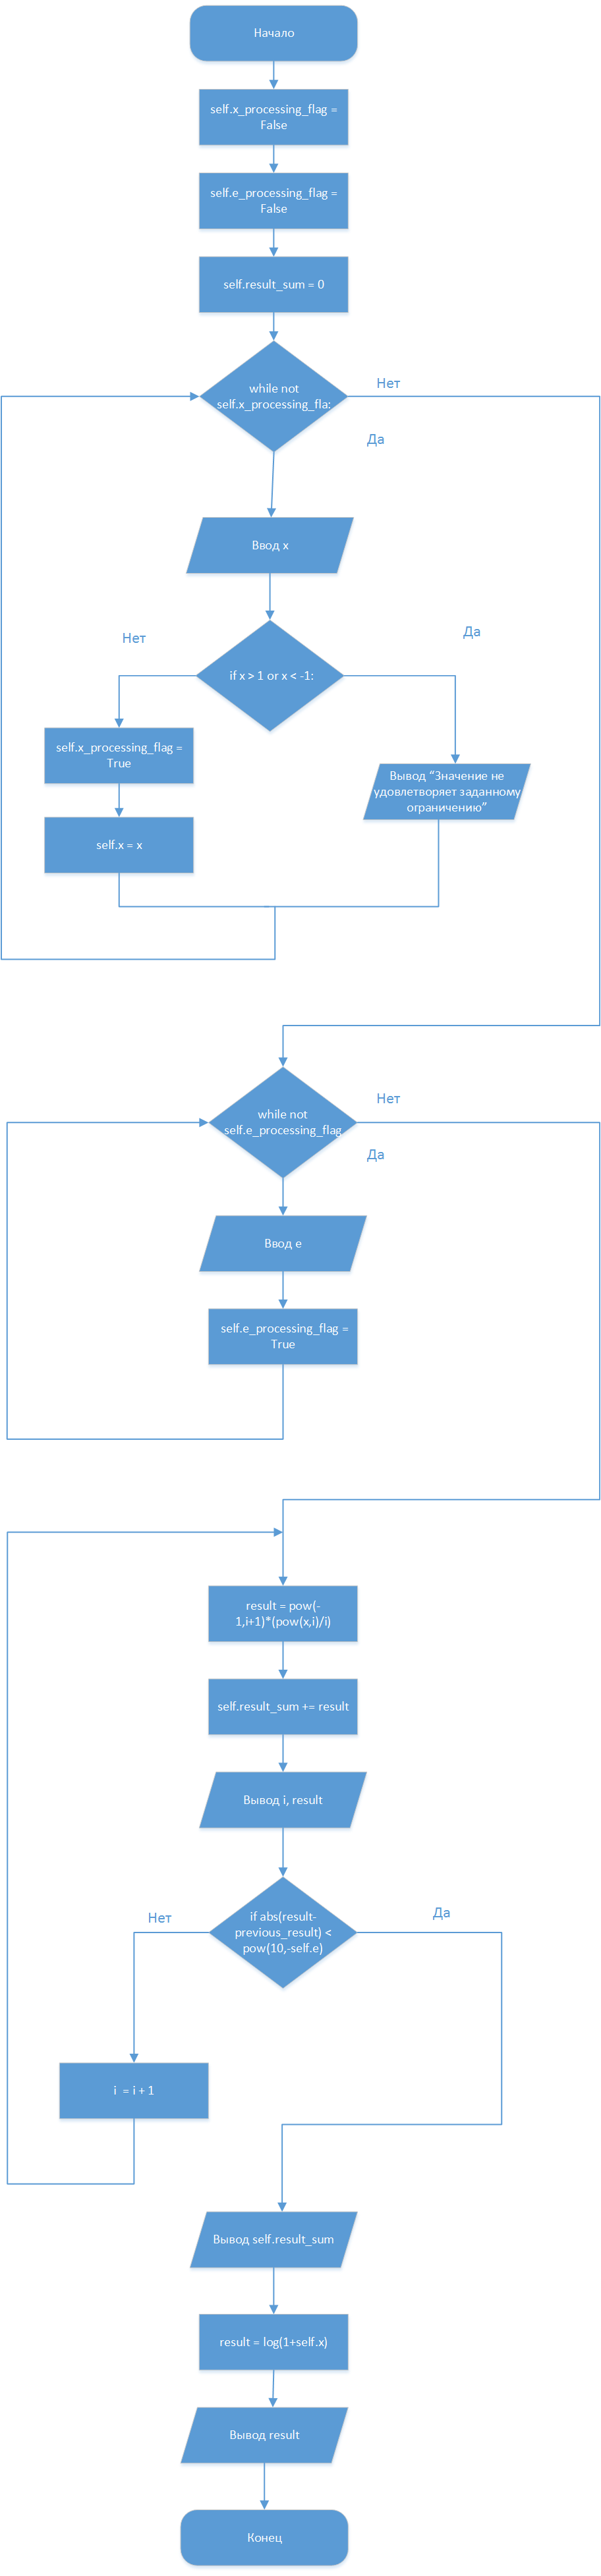 Начало
self.x_processing_flag =
False
self.e_processing_flag =
False
self.result_sum = 0
while not
self.x_processing_fla:
Нет
Да
Ввод x
if x > 1 or x < -1:
Нет
Да
self.x_processing_flag =
True
self.x = x
Вывод “Значение не
удовлетворяет заданному
ограничению”
while not
self.e_processing_flag
Нет
Да
Ввод e
self.e_processing_flag =
True
result = pow(-
1,i+1)*(pow(x,i)/i)
self.result_sum += result
Вывод i, result
if abs(result-
previous_result) <
pow(10,-self.e)
Нет
Да
i = i + 1
Вывод self.result_sum
result = log(1+self.x)
Вывод result
Конец